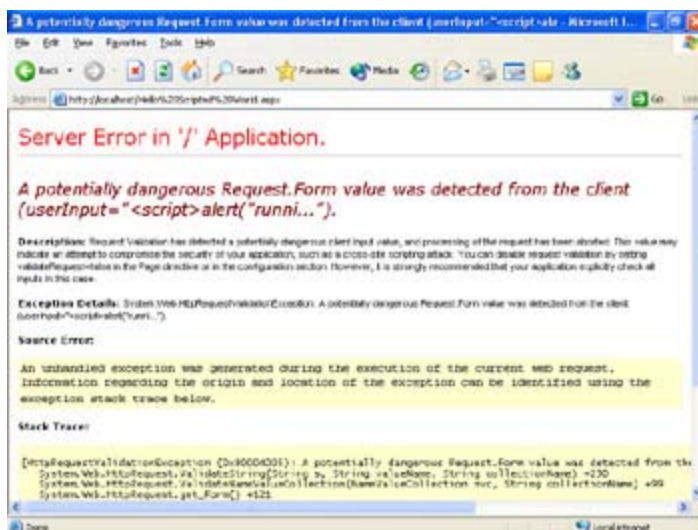 A potentially dangerous Request.Form value was detected from the client (userInput="<script>ale - Microsoft I...
File Edit View Favorites Tools Help
Back Search Favorites Media
Address http://localhost/Hello%20Scripted%20World.aspx Go
Server Error in '/' Application.
A potentially dangerous Request.Form value was detected from the client
(userInput="<script>alert("runni...").
Description: Request Validation has detected a potentially dangerous client input value, and processing of the request has been aborted. This value may
indicate an attempt to compromise the security of your application, such as a cross-site scripting attack. You can disable request validation by setting
validateRequest=false in the Page directive or in the configuration section. However, it is strongly recommended that your application explicitly check all
inputs in this case.
Exception Details: System.Web.HttpRequestValidationException: A potentially dangerous Request.Form value was detected from the client
(userInput="<script>alert("runni...").
Source Error:
An unhandled exception was generated during the execution of the current web request.
Information regarding the origin and location of the exception can be identified using the
exception stack trace below.
Stack Trace:
[HttpRequestValidationException (0x80004005): A potentially dangerous Request.Form value was detected from the
System.Web.HttpRequest.ValidateString(String s, String valueName, String collectionName) +230
System.Web.HttpRequest.ValidateNameValueCollection(NameValueCollection nvc, String collectionName) +99
System.Web.HttpRequest.get_Form() +121
Done Local intranet